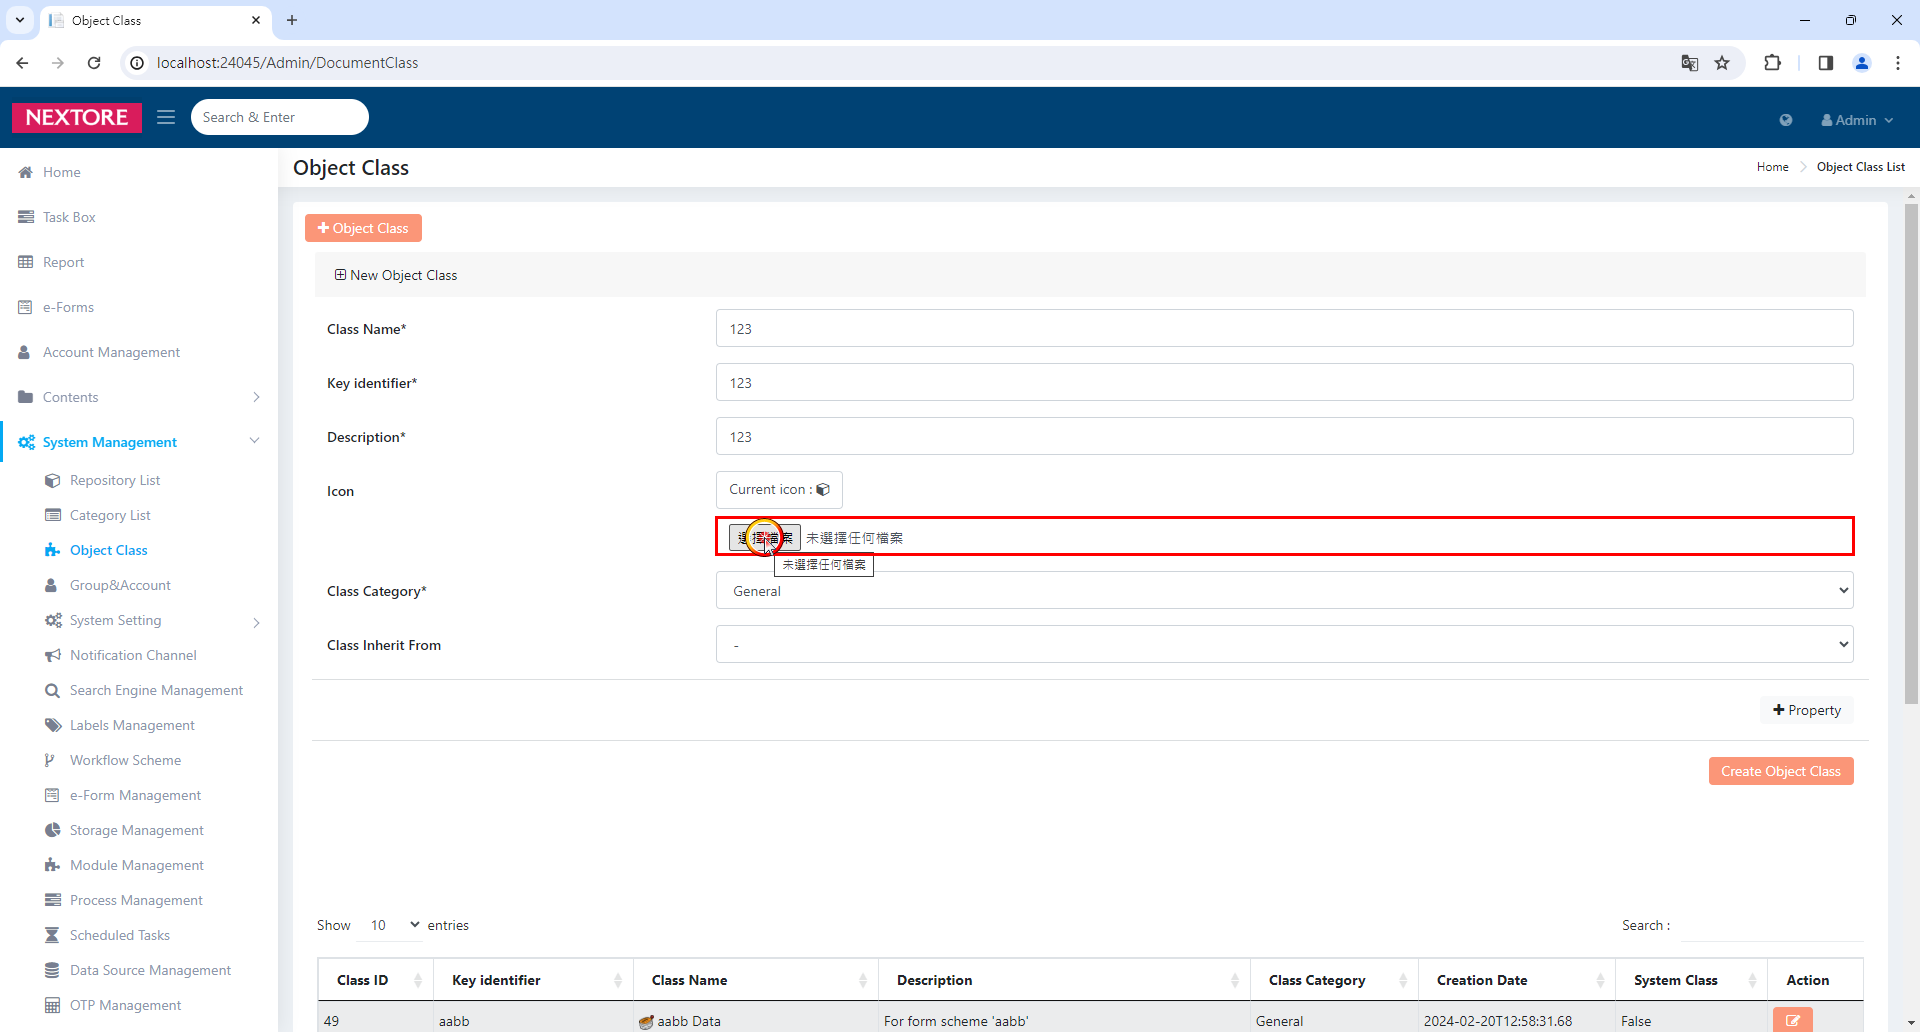 Object Class
localhost:24045/Admin/DocumentClass
NEXTORE
Search & Enter
Admin
Home
Task Box
Report
e-Forms
Account Management
Contents
System Management
Repository List
Category List
Object Class
Group&Account
System Setting
Notification Channel
Search Engine Management
Labels Management
Workflow Scheme
e-Form Management
Storage Management
Module Management
Process Management
Scheduled Tasks
Data Source Management
OTP Management
Object Class
Home Object Class List
Object Class
New Object Class
Class Name* 123
Key identifier* 123
Description* 123
Icon Current icon :
選擇檔案 未選擇任何檔案
未選擇任何檔案
Class Category* General
Class Inherit From -
Property
Create Object Class
Show 10 entries Search :
Class ID Key identifier Class Name Description Class Category Creation Date System Class Action
49 aabb aabb Data For form scheme 'aabb' General 2024-02-20T12:58:31.68 False